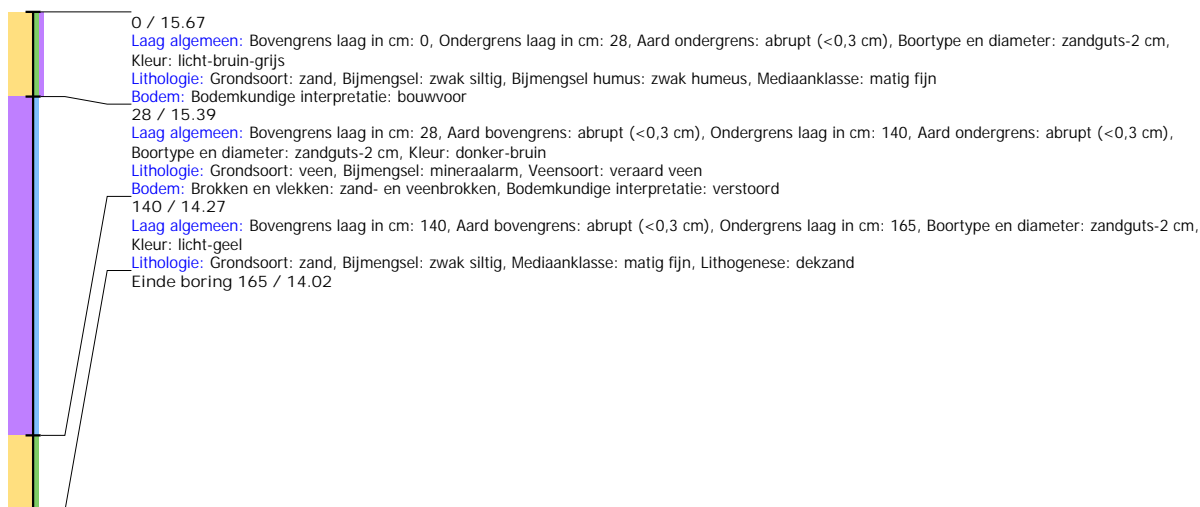 0 / 15.67
Laag algemeen: Bovengrens laag in cm: 0, Ondergrens laag in cm: 28, Aard ondergrens: abrupt (<0,3 cm), Boortype en diameter: zandguts-2 cm,
Kleur: licht-bruin-grijs
Lithologie: Grondsoort: zand, Bijmengsel: zwak siltig, Bijmengsel humus: zwak humeus, Mediaanklasse: matig fijn
Bodem: Bodemkundige interpretatie: bouwvoor
28 / 15.39
Laag algemeen: Bovengrens laag in cm: 28, Aard bovengrens: abrupt (<0,3 cm), Ondergrens laag in cm: 140, Aard ondergrens: abrupt (<0,3 cm),
Boortype en diameter: zandguts-2 cm, Kleur: donker-bruin
Lithologie: Grondsoort: veen, Bijmengsel: mineraalarm, Veensoort: veraard veen
Bodem: Brokken en vlekken: zand- en veenbrokken, Bodemkundige interpretatie: verstoord
140 / 14.27
Laag algemeen: Bovengrens laag in cm: 140, Aard bovengrens: abrupt (<0,3 cm), Ondergrens laag in cm: 165, Boortype en diameter: zandguts-2 cm,
Kleur: licht-geel
Lithologie: Grondsoort: zand, Bijmengsel: zwak siltig, Mediaanklasse: matig fijn, Lithogenese: dekzand
Einde boring 165 / 14.02